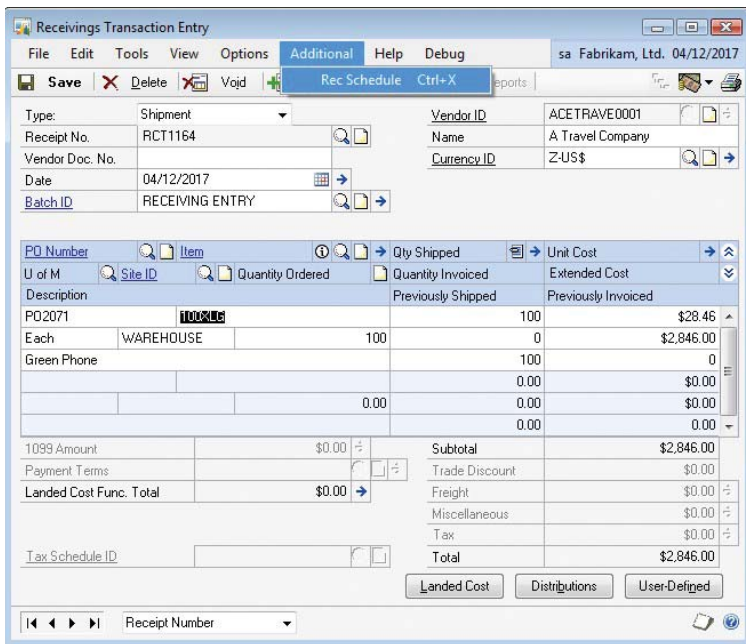 Receivings Transaction Entry
File Edit Tools View Options Additional Help Debug sa Fabrikam, Ltd. 04/12/2017
Save Delete Void Rec Schedule Ctrl+X
Type: Shipment Vendor ID ACETRAVE0001
Receipt No. RCT1164 Name A Travel Company
Vendor Doc. No. Currency ID Z-US$
Date 04/12/2017
Batch ID RECEIVING ENTRY
PO Number Item Qty Shipped Unit Cost
U of M Site ID Quantity Ordered Quantity Invoiced Extended Cost
Description Previously Shipped Previously Invoiced
PO2071 100XLG 100 $28.46
Each WAREHOUSE 100 0 $2,846.00
Green Phone 100 0
0.00 $0.00
0.00 0.00 $0.00
0.00 0.00
1099 Amount $0.00 Subtotal $2,846.00
Payment Terms Trade Discount $0.00
Landed Cost Func. Total $0.00 Freight $0.00
Miscellaneous $0.00
Tax $0.00
Tax Schedule ID Total $2,846.00
Landed Cost Distributions User-Defined
Receipt Number